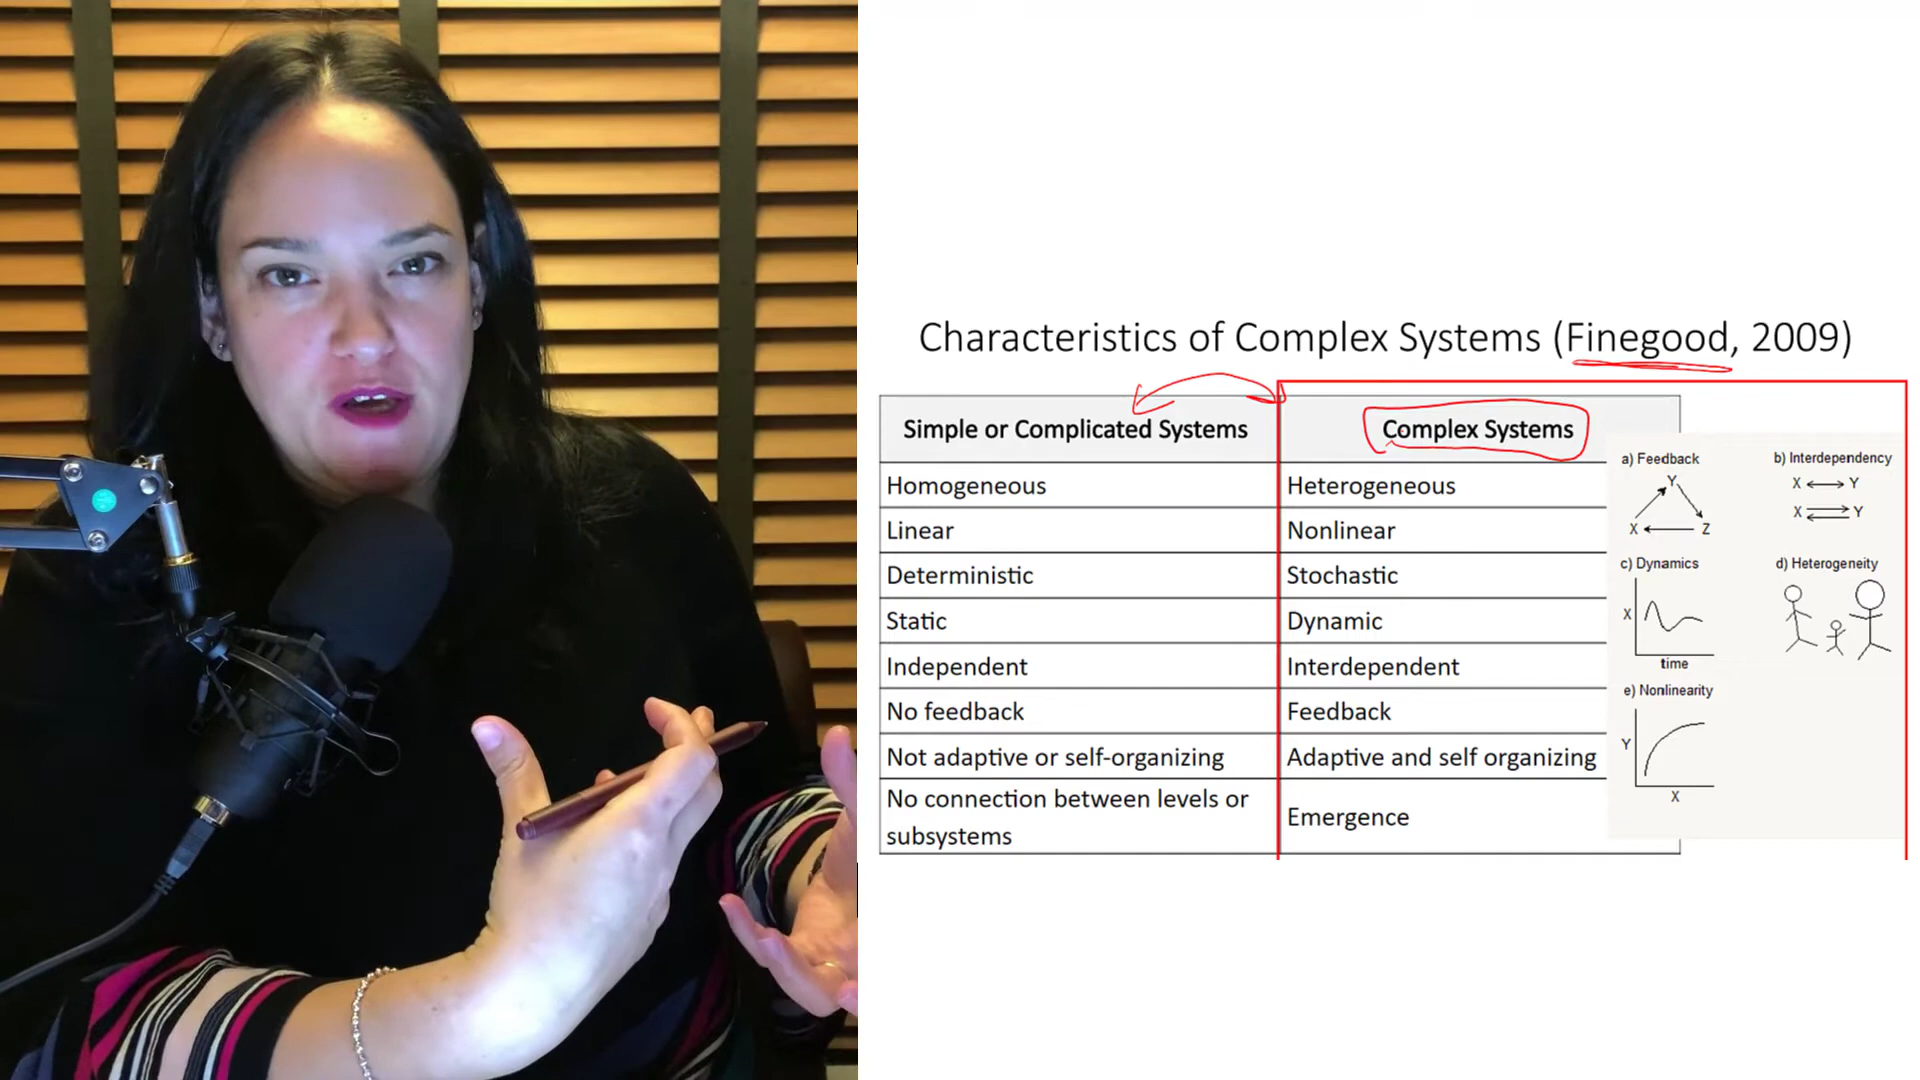 Characteristics of Complex Systems (Finegood, 2009)
Simple or Complicated Systems
Complex Systems
Homogeneous
Heterogeneous
Linear
Nonlinear
Deterministic
Stochastic
Static
Dynamic
Independent
Interdependent
No feedback
Feedback
Not adaptive or self-organizing
Adaptive and self organizing
No connection between levels or
subsystems
Emergence
a) Feedback
Y
X
Z
b) Interdependency
X Y
X Y
c) Dynamics
X
time
d) Heterogeneity
e) Nonlinearity
Y
X